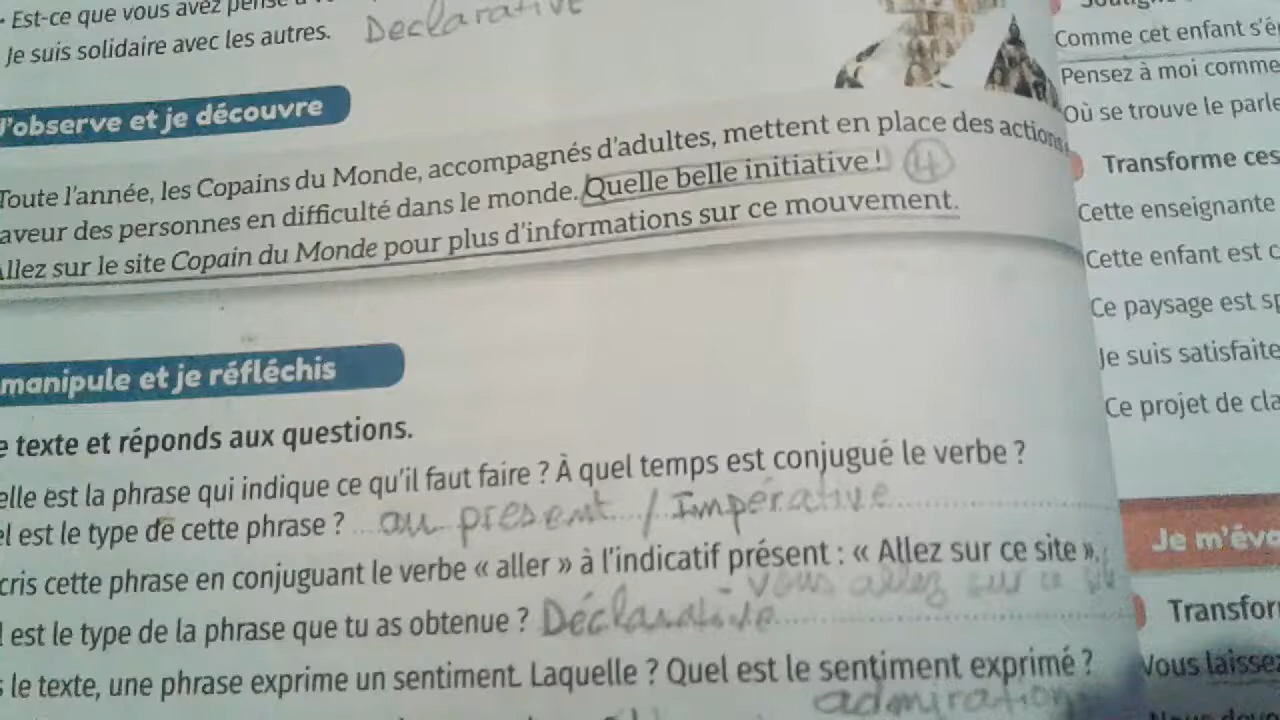 • Est-ce que vous avez pensé à
Je suis solidaire avec les autres. Declarative
J'observe et je découvre
Toute l'année, les Copains du Monde, accompagnés d'adultes, mettent en place des actions
aveur des personnes en difficulté dans le monde. Quelle belle initiative ! 4
Allez sur le site Copain du Monde pour plus d'informations sur ce mouvement.
manipule et je réfléchis
e texte et réponds aux questions.
elle est la phrase qui indique ce qu'il faut faire ? À quel temps est conjugué le verbe ?
el est le type de cette phrase ? au present / Impérative
cris cette phrase en conjuguant le verbe « aller » à l'indicatif présent : « Allez sur ce site ».
vous allez sur ce
l est le type de la phrase que tu as obtenue ? Déclarative
s le texte, une phrase exprime un sentiment. Laquelle ? Quel est le sentiment exprimé ?
admiration
Comme cet enfant s'é
Pensez à moi comme
Où se trouve le parle
Transforme ces
Cette enseignante
Cette enfant est c
Ce paysage est sp
Je suis satisfaite
Ce projet de cla
Je m'éva
Transfor
Vous laissez